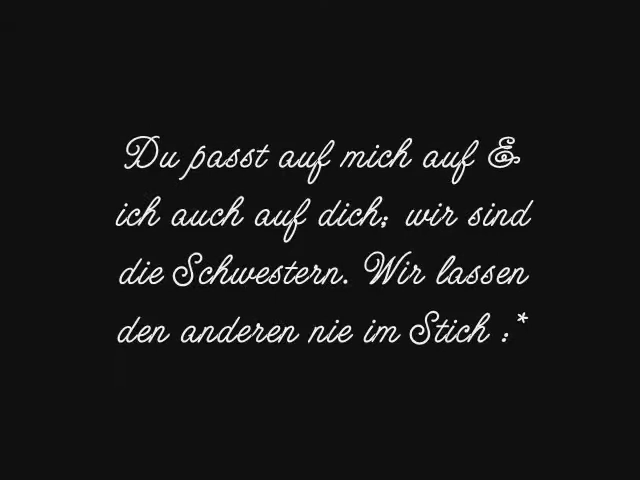 Du passt auf mich auf &
ich auch auf dich; wir sind
die Schwestern. Wir lassen
den anderen nie im Stich :*